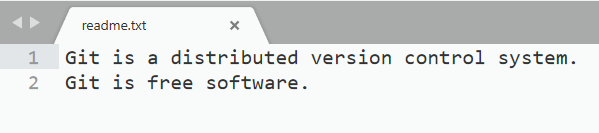 readme.txt
1 Git is a distributed version control system.
2 Git is free software.